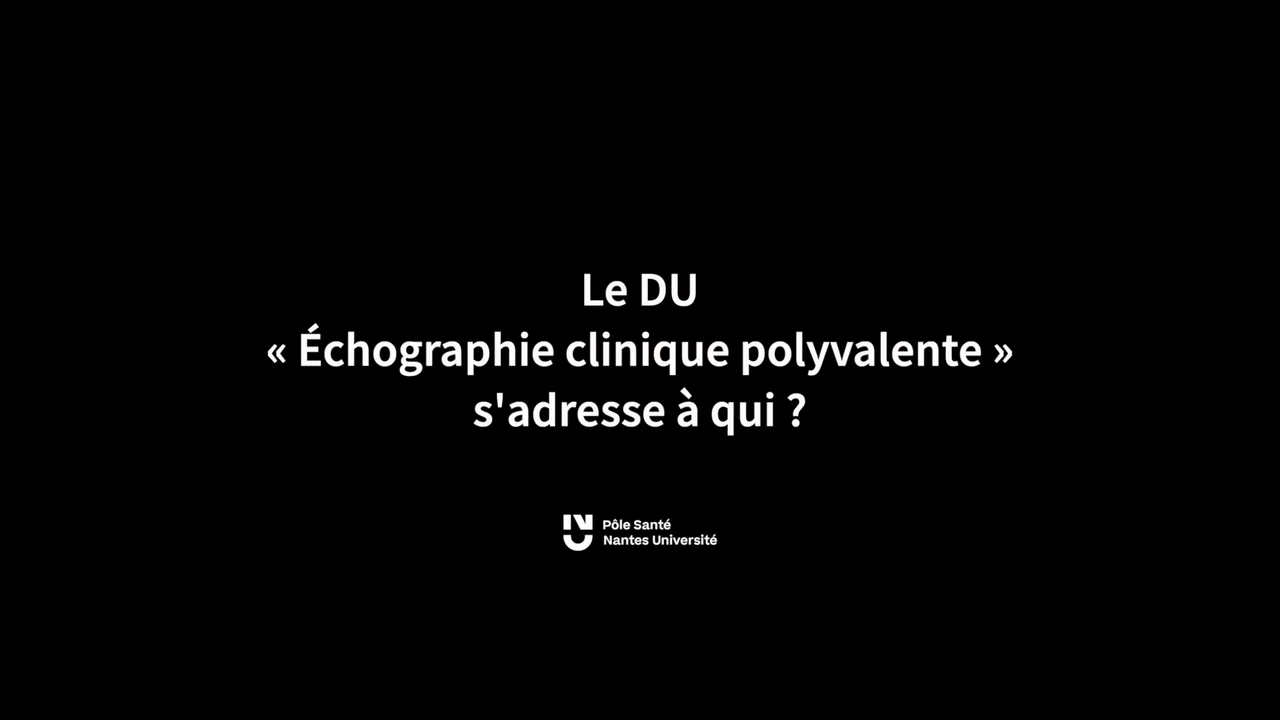 Le DU
« Échographie clinique polyvalente »
s'adresse à qui ?
Pôle Santé
Nantes Université